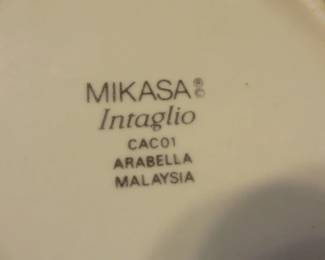 MIKASA®©
Intaglio
CAC01
ARABELLA
MALAYSIA